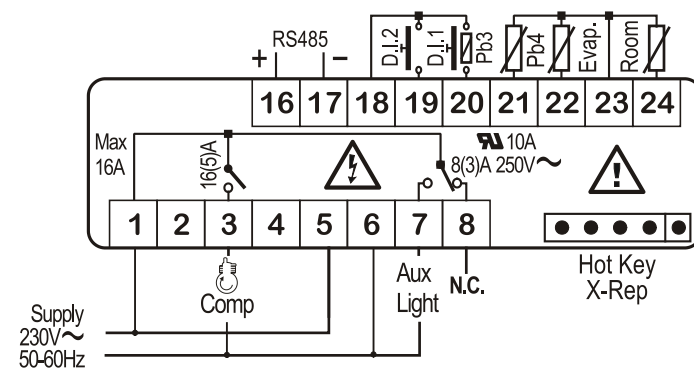 RS485
+ −
D.I.2
D.I.1
Pb3
Pb4
Evap.
Room
16 17 18 19 20 21 22 23 24
Max
16A
16(5)A
10A
8(3)A 250V~
1 2 3 4 5 6 7 8
Comp
Aux
Light
N.C.
Hot Key
X-Rep
Supply
230V~
50-60Hz